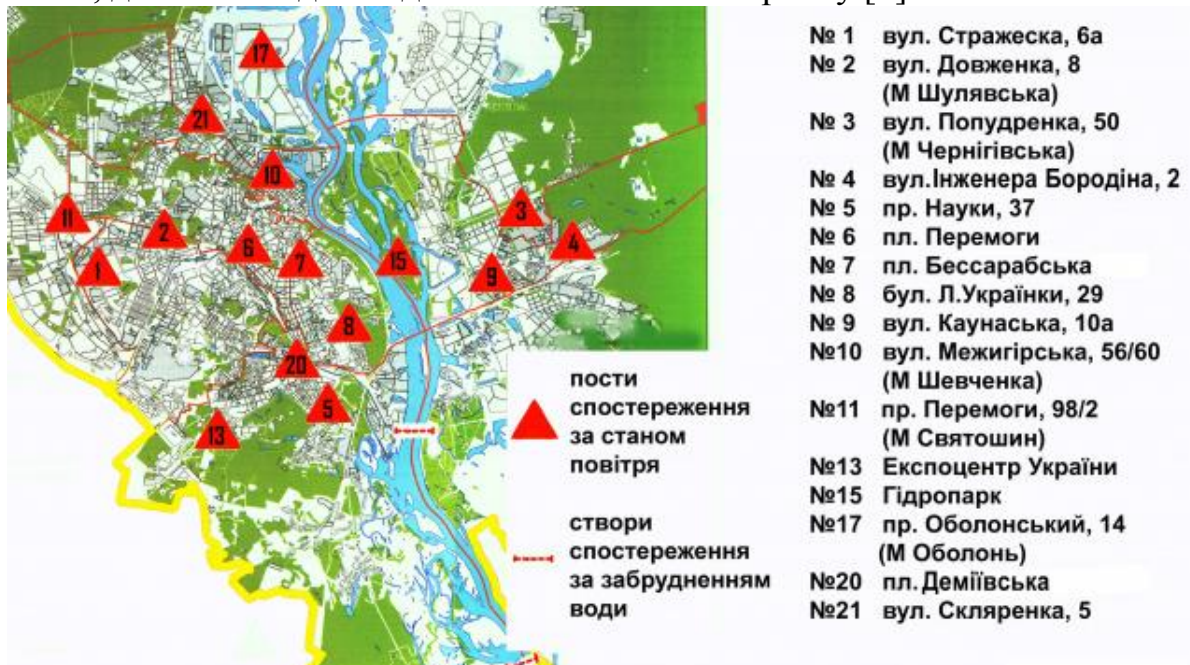 № 1 вул. Стражеска, 6а
№ 2 вул. Довженка, 8
(М Шулявська)
№ 3 вул. Попудренка, 50
(М Чернігівська)
№ 4 вул.Інженера Бородіна, 2
№ 5 пр. Науки, 37
№ 6 пл. Перемоги
№ 7 пл. Бессарабська
№ 8 бул. Л.Українки, 29
№ 9 вул. Каунаська, 10а
№10 вул. Межигірська, 56/60
(М Шевченка)
№11 пр. Перемоги, 98/2
(М Святошин)
№13 Експоцентр України
№15 Гідропарк
№17 пр. Оболонський, 14
(М Оболонь)
№20 пл. Деміївська
№21 вул. Скляренка, 5
пости
спостереження
за станом
повітря
створи
спостереження
за забрудненням
води
17
21
10
11
2
3
6
4
1
7
15
9
8
20
5
13